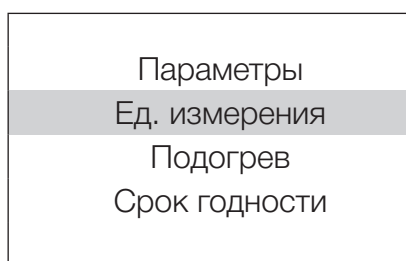 Параметры
Ед. измерения
Подогрев
Срок годности